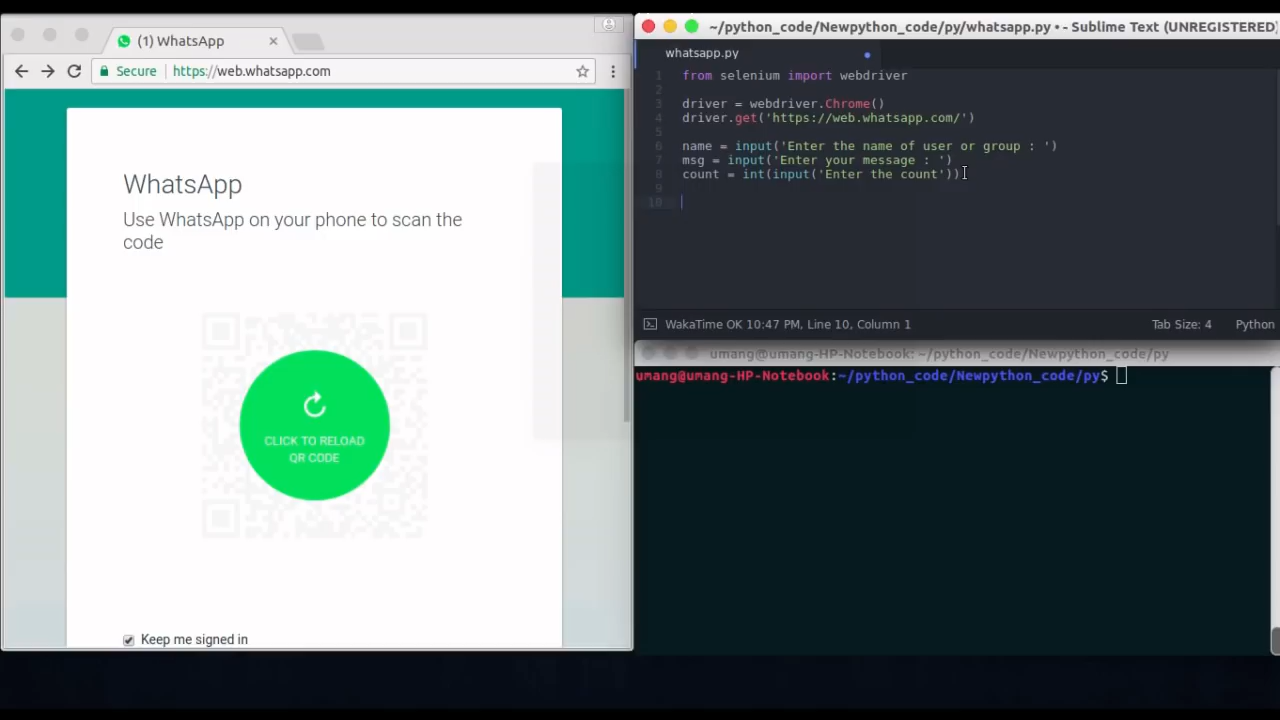 (1) WhatsApp
Secure https://web.whatsapp.com
WhatsApp
Use WhatsApp on your phone to scan the
code
CLICK TO RELOAD
QR CODE
Keep me signed in
~/python_code/Newpython_code/py/whatsapp.py • - Sublime Text (UNREGISTERED)
whatsapp.py
1 from selenium import webdriver
2
3 driver = webdriver.Chrome()
4 driver.get('https://web.whatsapp.com/')
5
6 name = input('Enter the name of user or group : ')
7 msg = input('Enter your message : ')
8 count = int(input('Enter the count'))
9
10
WakaTime OK 10:47 PM, Line 10, Column 1 Tab Size: 4 Python
umang@umang-HP-Notebook: ~/python_code/Newpython_code/py
umang@umang-HP-Notebook:~/python_code/Newpython_code/py$